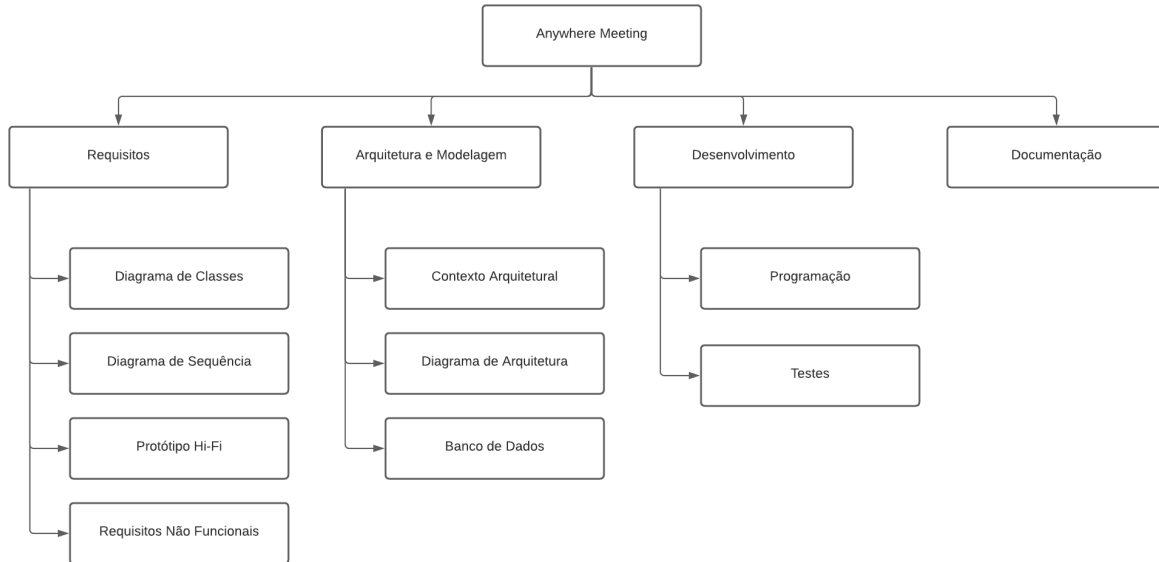 Anywhere Meeting
Requisitos
Arquitetura e Modelagem
Desenvolvimento
Documentação
Diagrama de Classes
Contexto Arquitetural
Programação
Diagrama de Sequência
Diagrama de Arquitetura
Testes
Protótipo Hi-Fi
Banco de Dados
Requisitos Não Funcionais